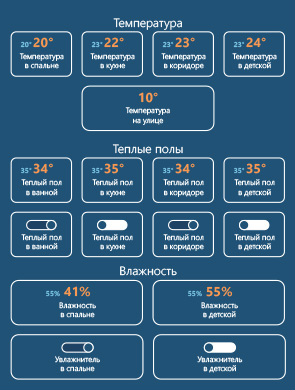 Температура
20° 20° 23° 22° 23° 23° 23° 24°
Температура Температура Температура Температура
в спальне в кухне в коридоре в детской
10°
Температура
на улице
Теплые полы
35° 34° 35° 35° 35° 34° 35° 35°
Теплый пол Теплый пол Теплый пол Теплый пол
в ванной в кухне в коридоре в детской
Теплый пол Теплый пол Теплый пол Теплый пол
в ванной в кухне в коридоре в детской
Влажность
55% 41% 55% 55%
Влажность Влажность
в спальне в детской
Увлажнитель Увлажнитель
в спальне в детской